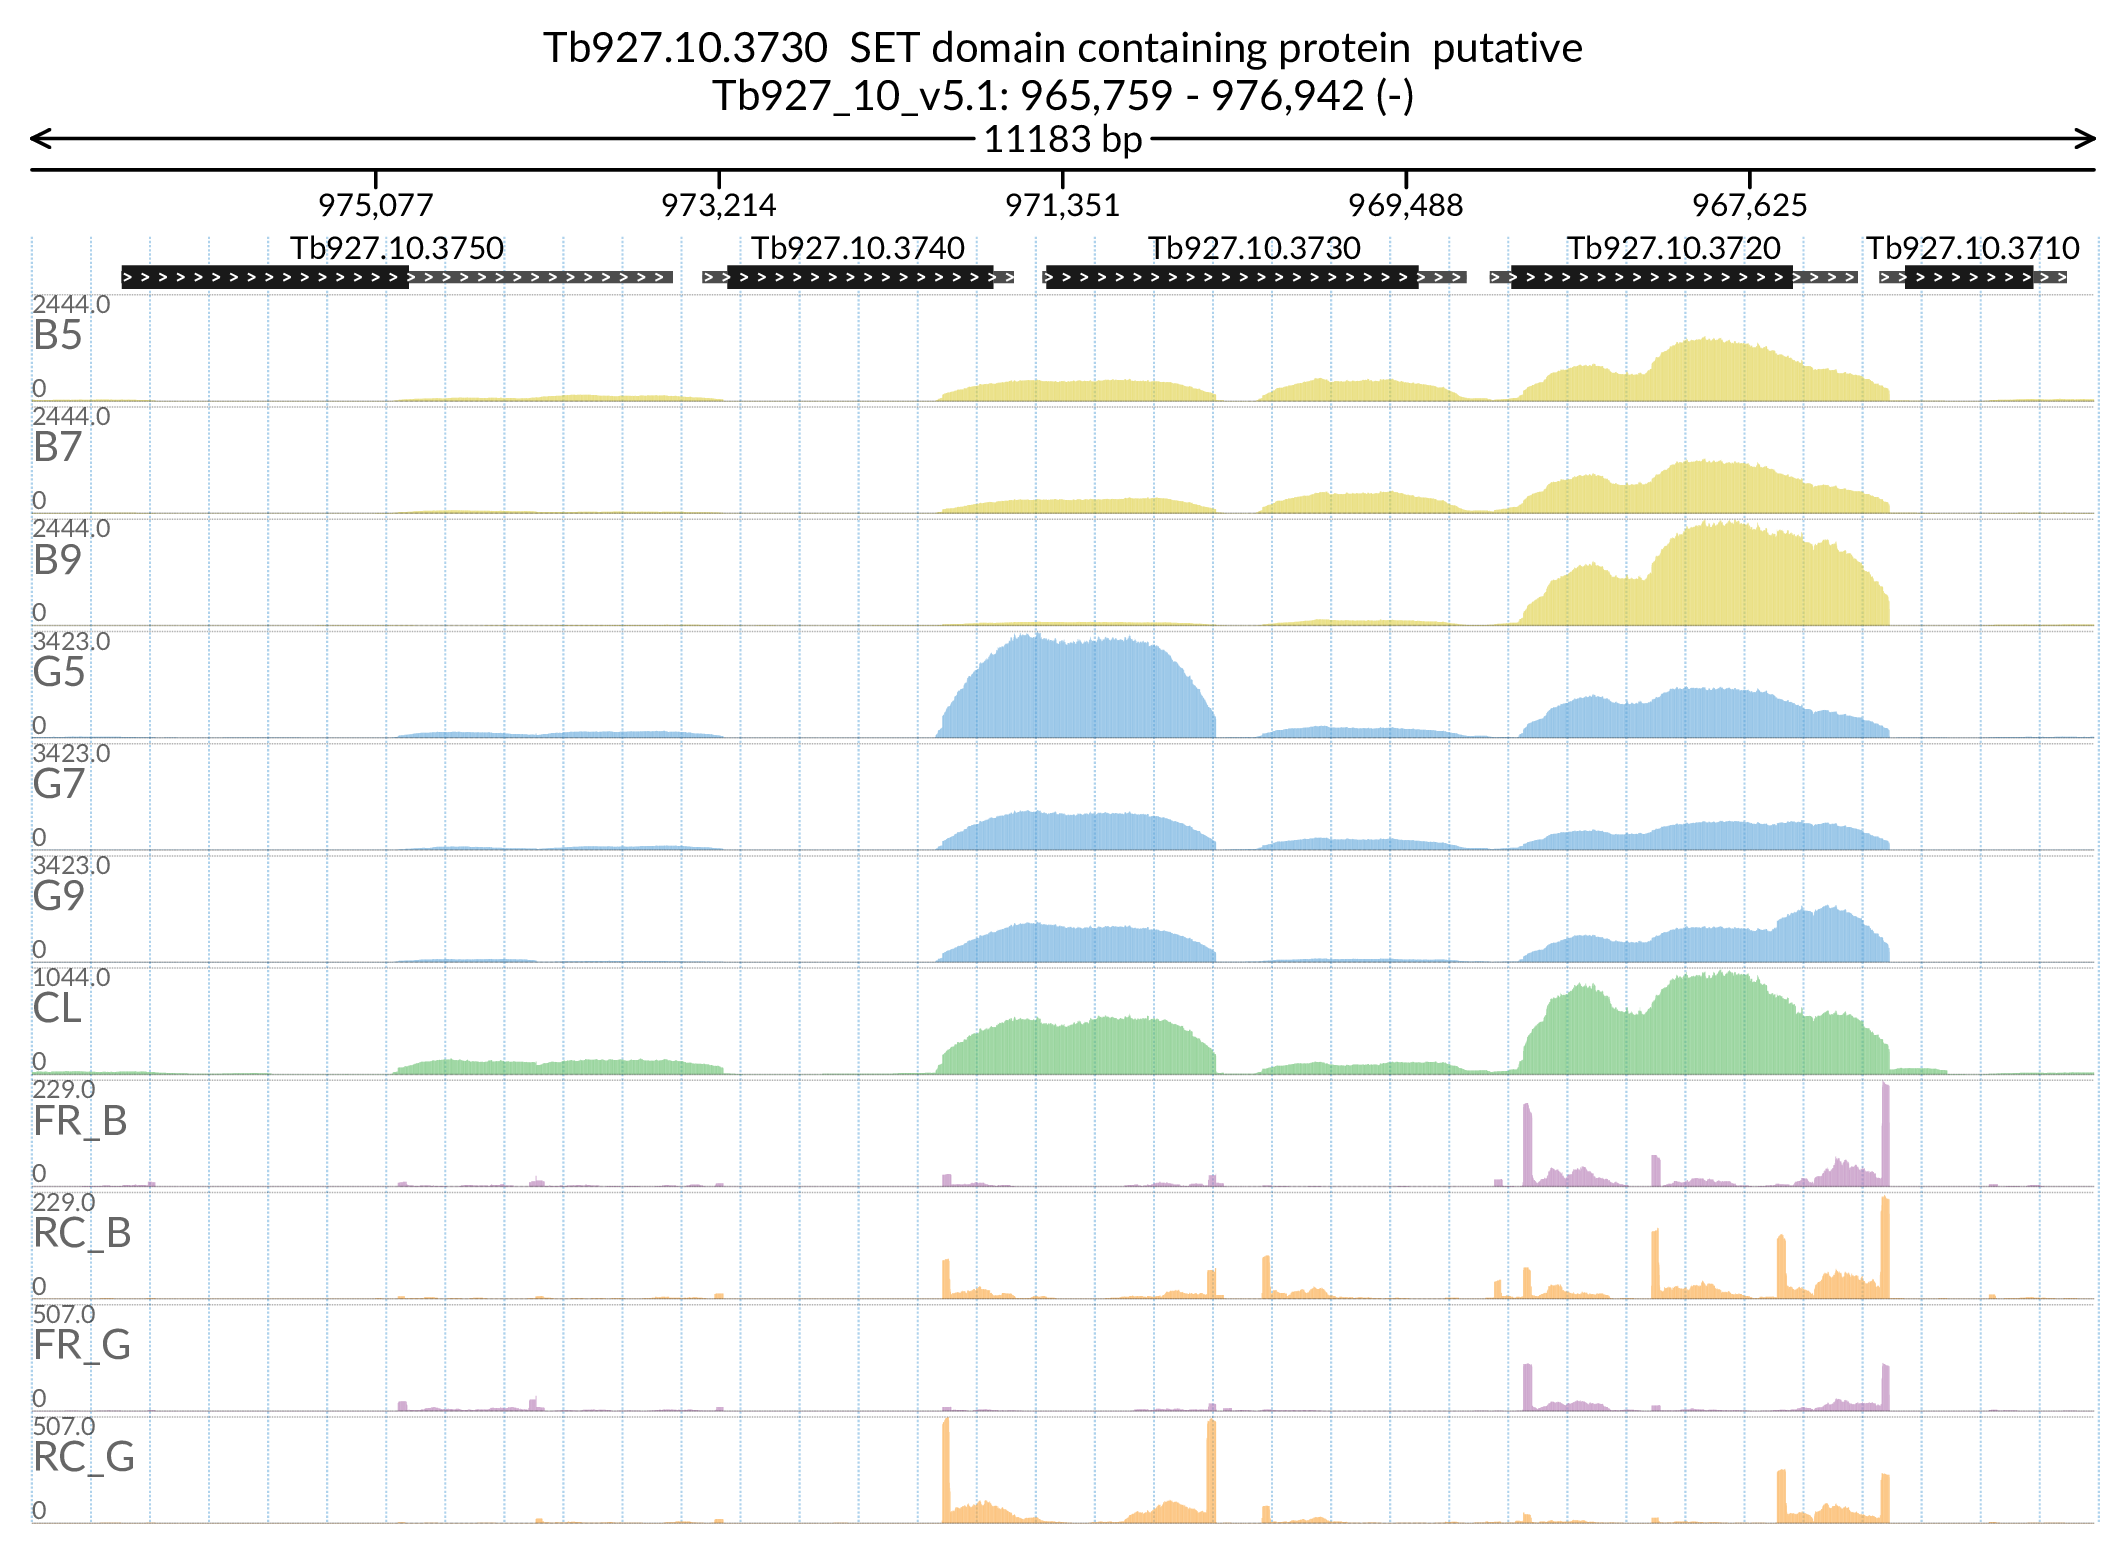 Tb927.10.3730  SET domain containing protein  putative
Tb927_10_v5.1: 965,759 - 976,942 (-)
11183 bp
975,077 973,214 971,351 969,488 967,625
Tb927.10.3750 Tb927.10.3740 Tb927.10.3730 Tb927.10.3720 Tb927.10.3710
2444.0
B5
0
2444.0
B7
0
2444.0
B9
0
3423.0
G5
0
3423.0
G7
0
3423.0
G9
0
1044.0
CL
0
229.0
FR_B
0
229.0
RC_B
0
507.0
FR_G
0
507.0
RC_G
0